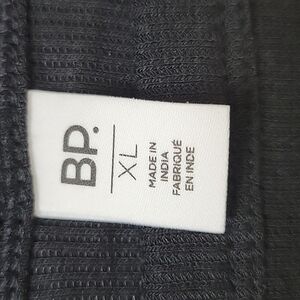 BP.
XL
MADE IN
INDIA
FABRIQUÉ
EN INDE